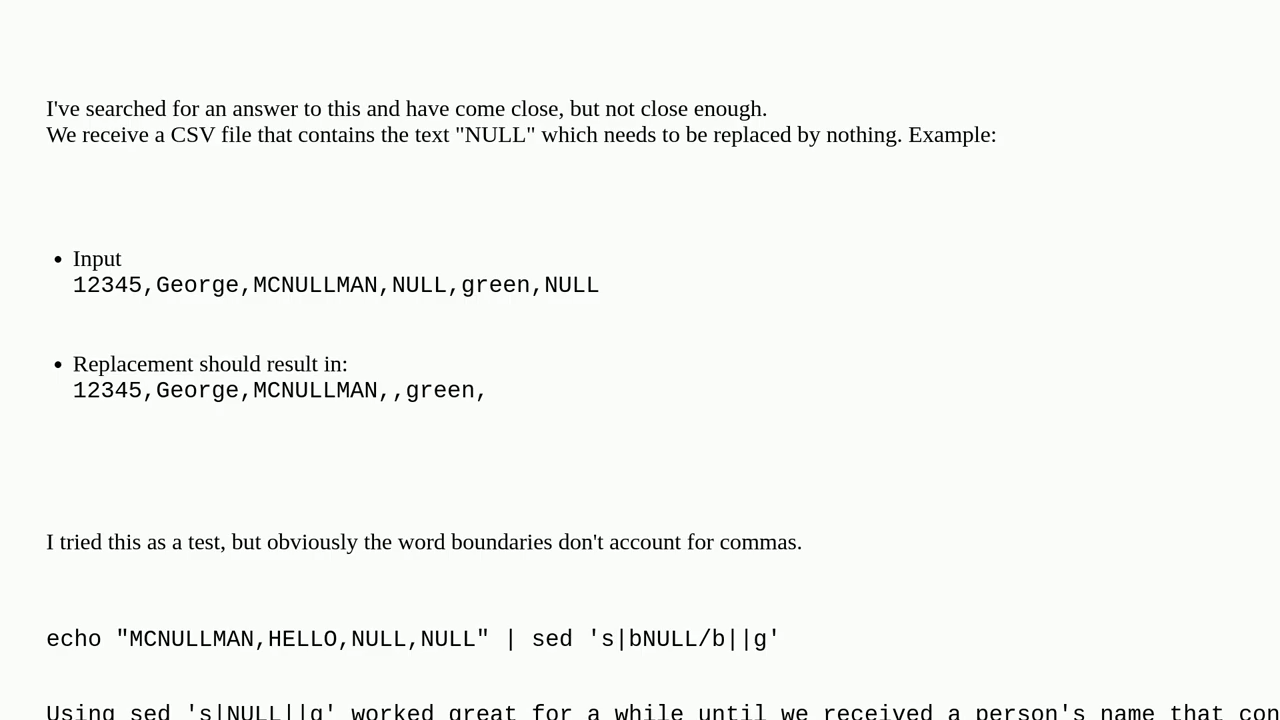 I've searched for an answer to this and have come close, but not close enough.
We receive a CSV file that contains the text "NULL" which needs to be replaced by nothing. Example:
• Input
12345,George,MCNULLMAN,NULL,green,NULL
• Replacement should result in:
12345,George,MCNULLMAN,,green,
I tried this as a test, but obviously the word boundaries don't account for commas.
echo "MCNULLMAN,HELLO,NULL,NULL" | sed 's|bNULL/b||g'
Using sed 's|NULL||g' worked great for a while until we received a person's name that con